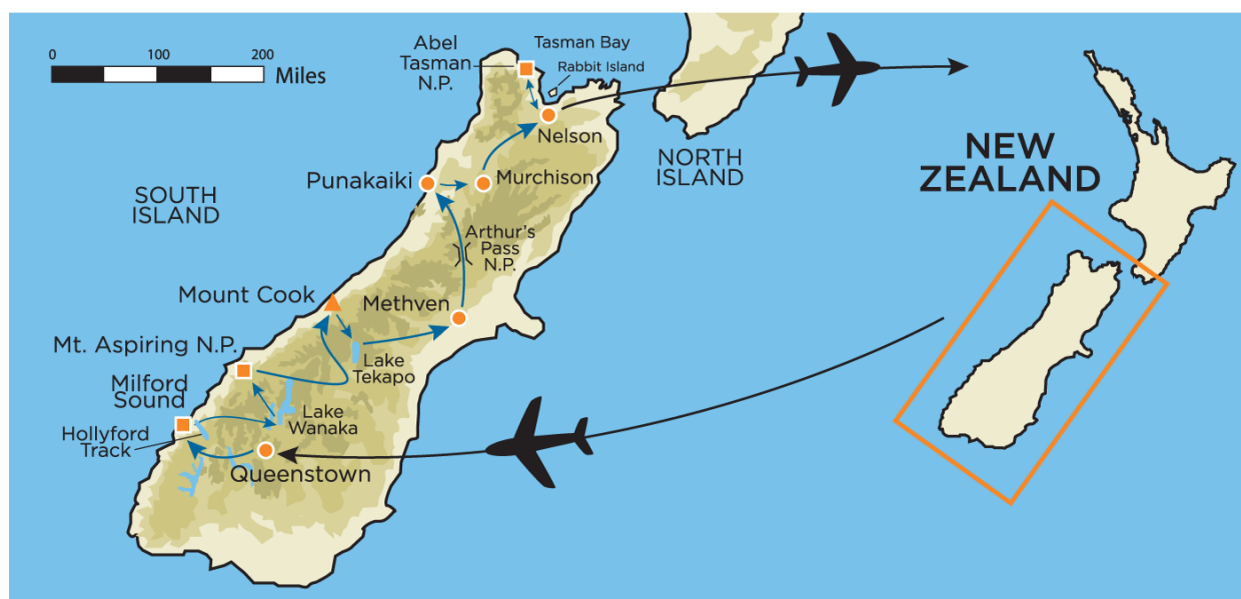 0 100 200
Miles
Abel
Tasman
N.P.
Tasman Bay
Rabbit Island
Nelson
NORTH
ISLAND
NEW
ZEALAND
SOUTH
ISLAND
Punakaiki
Murchison
Arthur's
Pass
N.P.
Mount Cook
Methven
Mt. Aspiring N.P.
Lake
Tekapo
Milford
Sound
Lake
Wanaka
Hollyford
Track
Queenstown